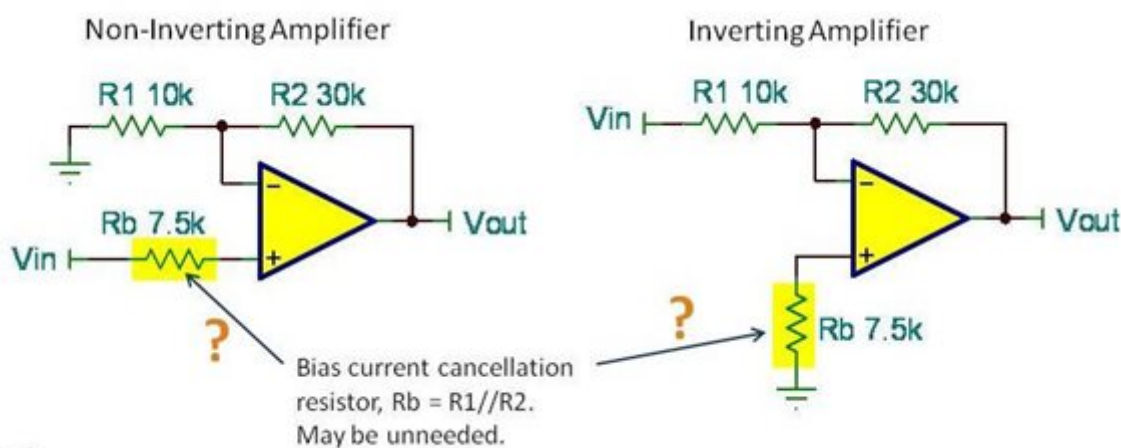 Non-Inverting Amplifier
Inverting Amplifier
R1 10k
R2 30k
Vin
R1 10k
R2 30k
−
−
Rb 7.5k
Vout
Vout
Vin
+
+
?
?
Rb 7.5k
Bias current cancellation
resistor, Rb = R1//R2.
May be unneeded.